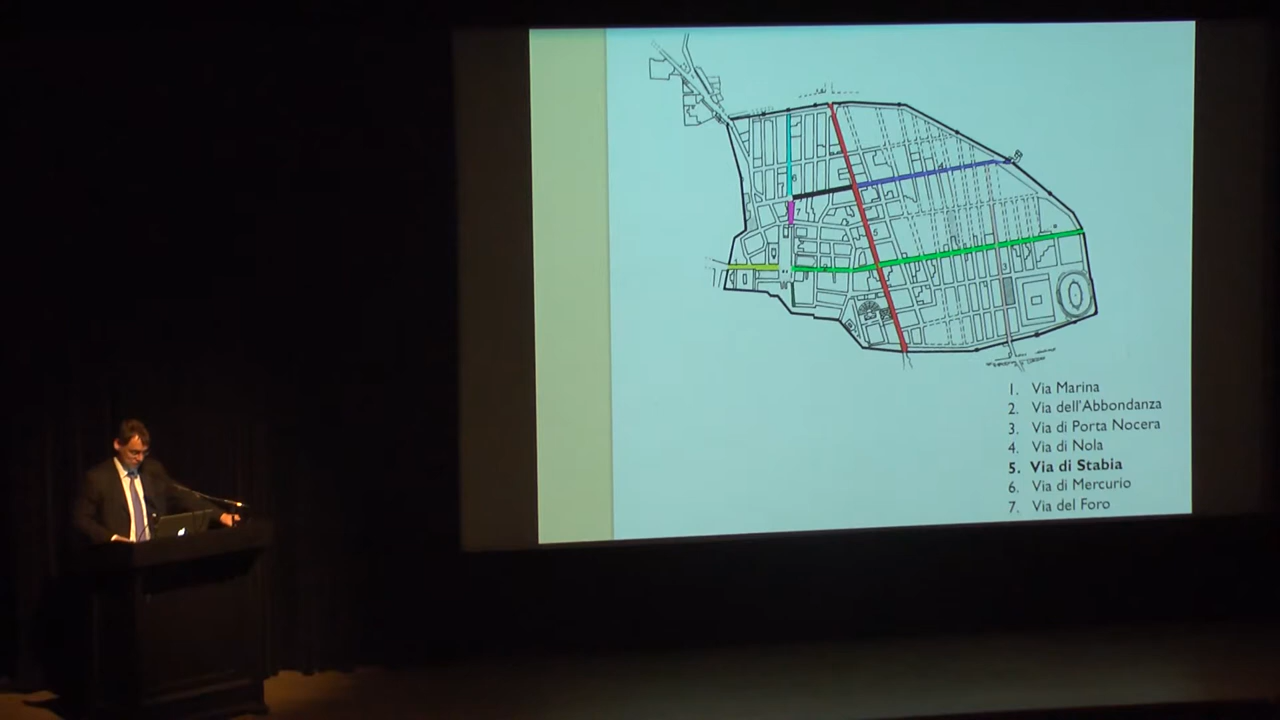 1. Via Marina
2. Via dell'Abbondanza
3. Via di Porta Nocera
4. Via di Nola
5. Via di Stabia
6. Via di Mercurio
7. Via del Foro